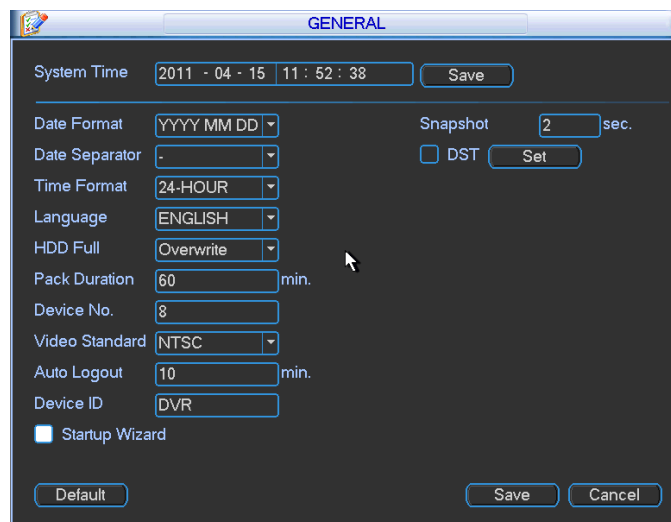 GENERAL
System Time 2011 - 04 - 15 11 : 52 : 38 Save
Date Format YYYY MM DD Snapshot 2 sec.
Date Separator - DST Set
Time Format 24-HOUR
Language ENGLISH
HDD Full Overwrite
Pack Duration 60 min.
Device No. 8
Video Standard NTSC
Auto Logout 10 min.
Device ID DVR
Startup Wizard
Default Save Cancel